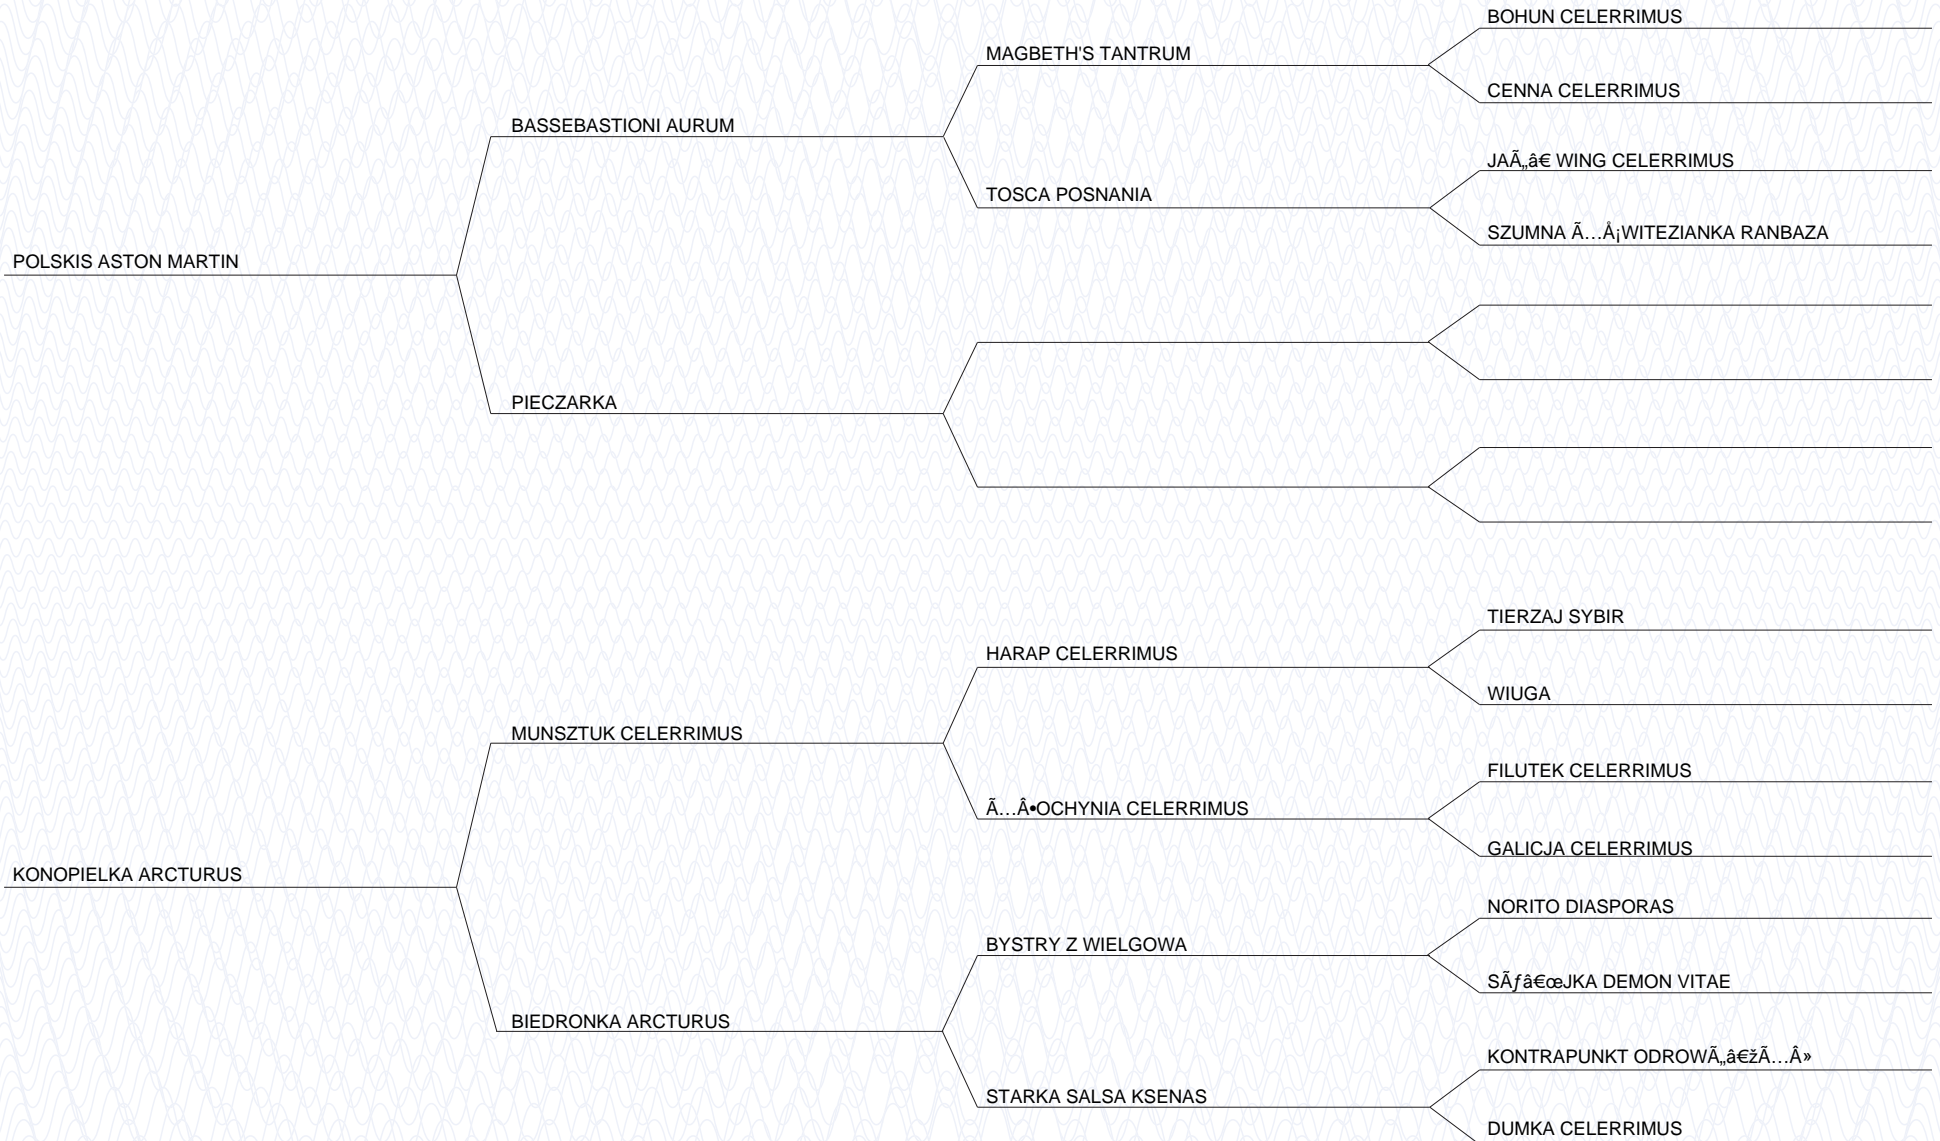 BOHUN CELERRIMUS
MAGBETH'S TANTRUM
CENNA CELERRIMUS
BASSEBASTIONI AURUM
JAÃ„â€ WING CELERRIMUS
TOSCA POSNANIA
SZUMNA Ã…Å¡WITEZIANKA RANBAZA
POLSKIS ASTON MARTIN
PIECZARKA
TIERZAJ SYBIR
HARAP CELERRIMUS
WIUGA
MUNSZTUK CELERRIMUS
FILUTEK CELERRIMUS
Ã…Â•OCHYNIA CELERRIMUS
GALICJA CELERRIMUS
KONOPIELKA ARCTURUS
NORITO DIASPORAS
BYSTRY Z WIELGOWA
SÃƒâ€œJKA DEMON VITAE
BIEDRONKA ARCTURUS
KONTRAPUNKT ODROWÃ„â€žÃ…Â»
STARKA SALSA KSENAS
DUMKA CELERRIMUS